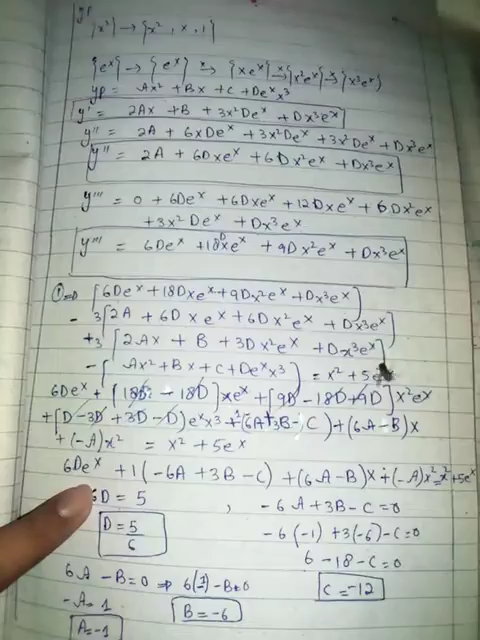 yp
{x²} → {x², x, 1}
{eˣ} → {eˣ} x→ {xeˣ} x→ {x²eˣ} x→ {x³eˣ}
yp = Ax² + Bx + C + Deˣx³
y' = 2Ax + B + 3x²Deˣ + Dx³eˣ
y'' = 2A + 6xDeˣ + 3x²Deˣ + 3x²Deˣ + Dx³eˣ
y'' = 2A + 6Dxeˣ + 6Dx²eˣ + Dx³eˣ
y''' = 0 + 6Deˣ + 6Dxeˣ + 12Dxeˣ + 6Dx²eˣ
+ 3x²Deˣ + Dx³eˣ
y''' = 6Deˣ + 18Dxeˣ + 9Dx²eˣ + Dx³eˣ
①⇒ [6Deˣ + 18Dxeˣ + 9Dx²eˣ + Dx³eˣ]
- 3[2A + 6Dxeˣ + 6Dx²eˣ + Dx³eˣ]
+3[2Ax + B + 3Dx²eˣ + Dx³eˣ]
- [Ax² + Bx + C + Deˣx³] = x² + 5eˣ
6Deˣ + [18D - 18D]xeˣ + [9D - 18D + 9D]x²eˣ
+ [D - 3D + 3D - D]eˣx³ + 1(-6A + 3B - C) + (6A - B)x
+ (-A)x² = x² + 5eˣ
6Deˣ + 1(-6A + 3B - C) + (6A - B)x + (-A)x² = x² + 5eˣ
6D = 5 , -6A + 3B - C = 0
D = 5/6 -6(-1) + 3(-6) - C = 0
6 - 18 - C = 0
6A - B = 0 ⇒ 6(-1) - B = 0 C = -12
-A = 1 B = -6
A = -1